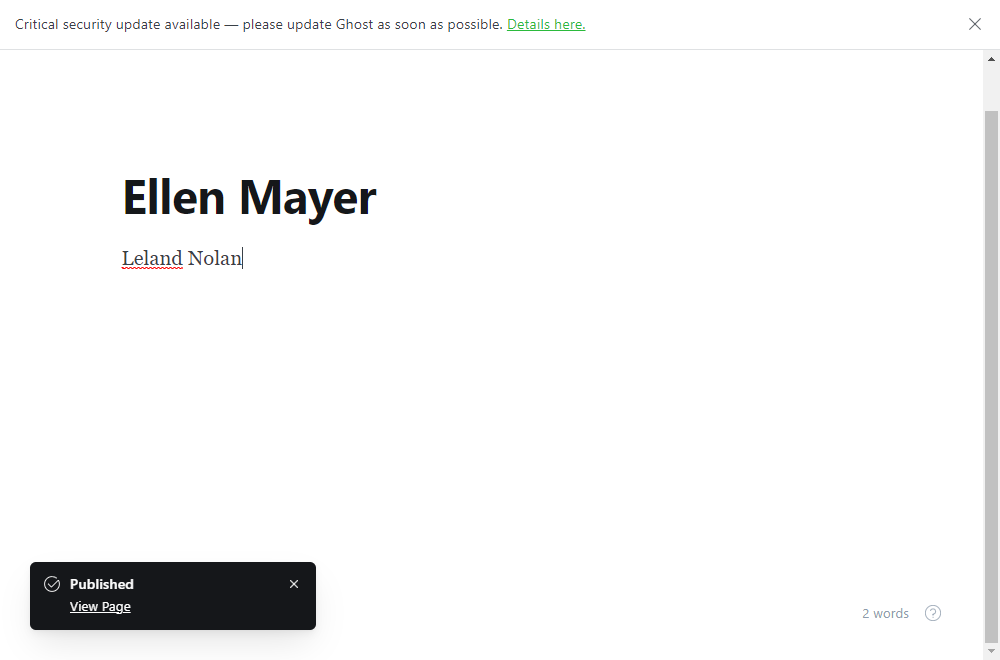 Critical security update available — please update Ghost as soon as possible. Details here.
Ellen Mayer
Leland Nolan
Published
View Page
2 words